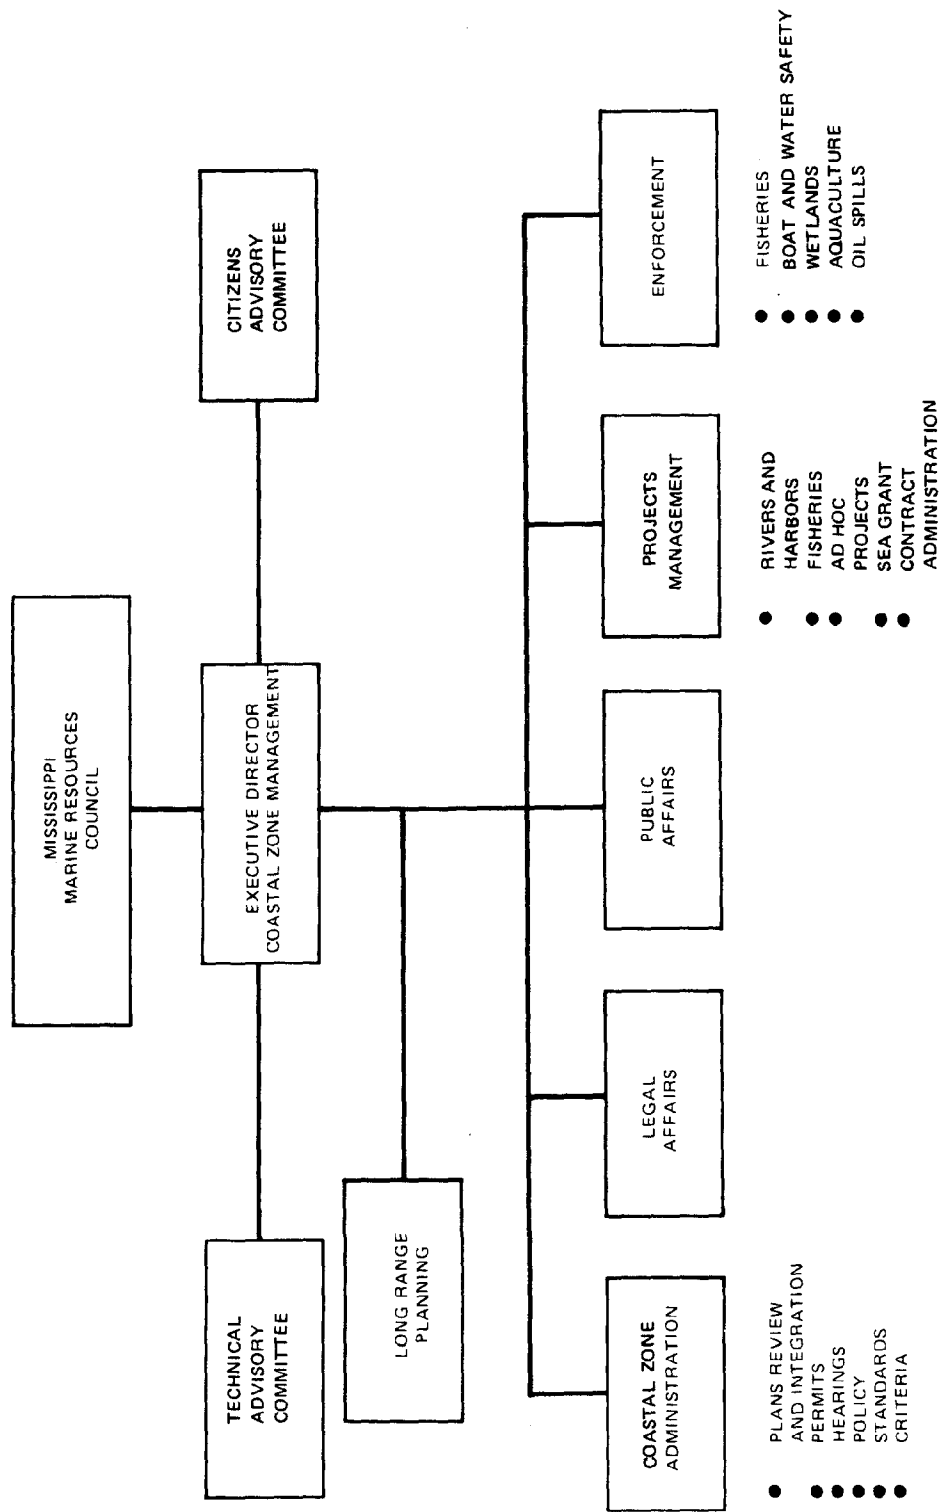 MISSISSIPPI
MARINE RESOURCES
COUNCIL
TECHNICAL
ADVISORY
COMMITTEE
EXECUTIVE DIRECTOR
COASTAL ZONE MANAGEMENT
CITIZENS
ADVISORY
COMMITTEE
LONG RANGE
PLANNING
COASTAL ZONE
ADMINISTRATION
LEGAL
AFFAIRS
PUBLIC
AFFAIRS
PROJECTS
MANAGEMENT
ENFORCEMENT
● PLANS REVIEW
AND INTEGRATION
● PERMITS
● HEARINGS
● POLICY
● STANDARDS
● CRITERIA
● RIVERS AND
HARBORS
● FISHERIES
● AD HOC
PROJECTS
● SEA GRANT
● CONTRACT
ADMINISTRATION
● FISHERIES
● BOAT AND WATER SAFETY
● WETLANDS
● AQUACULTURE
● OIL SPILLS